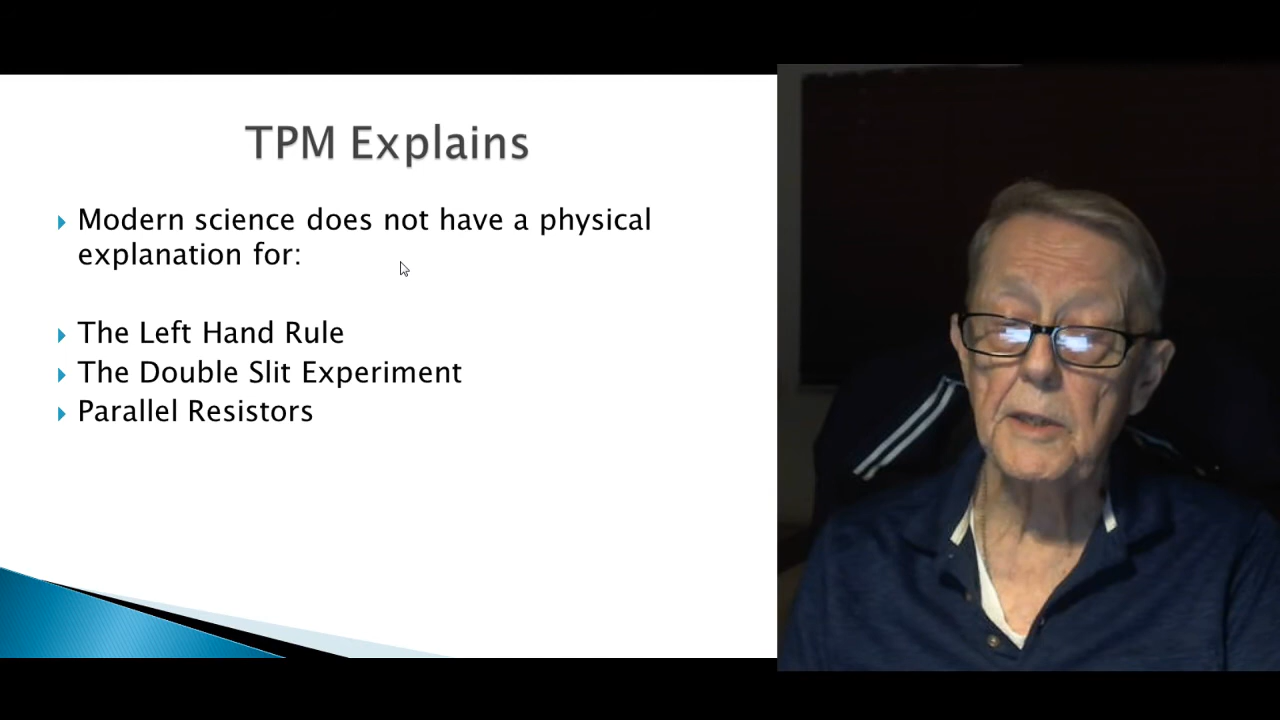 TPM Explains
Modern science does not have a physical
explanation for:
The Left Hand Rule
The Double Slit Experiment
Parallel Resistors